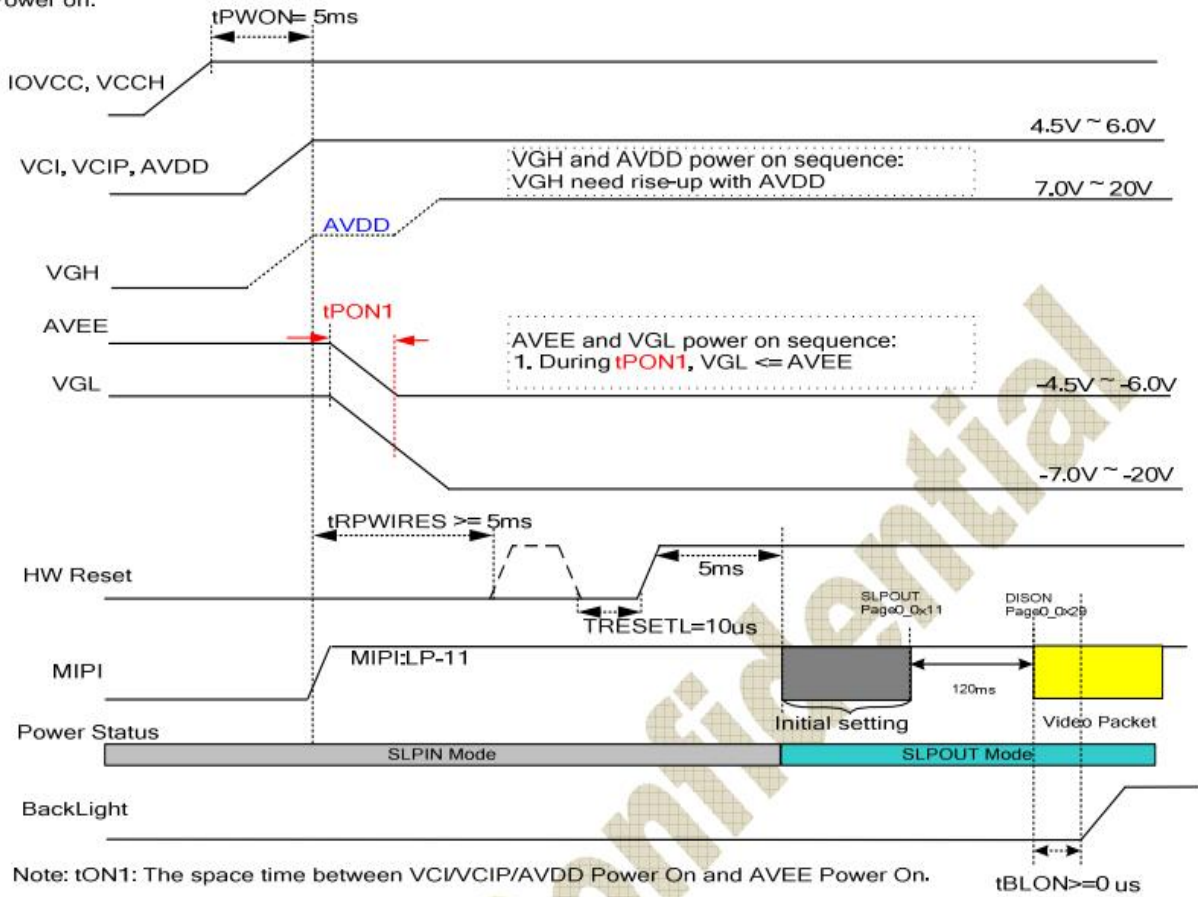 Power on:
tPWON= 5ms
IOVCC, VCCH
4.5V ~ 6.0V
VCI, VCIP, AVDD
VGH and AVDD power on sequence:
VGH need rise-up with AVDD
7.0V ~ 20V
AVDD
VGH
tPON1
AVEE
AVEE and VGL power on sequence:
1. During tPON1, VGL <= AVEE
VGL
-4.5V ~ -6.0V
-7.0V ~ -20V
tRPWIRES >= 5ms
HW Reset
5ms
SLPOUT
Page0_0x11
DISON
Page0_0x29
TRESETL=10us
MIPI:LP-11
MIPI
120ms
Initial setting
Video Packet
Power Status
SLPIN Mode
SLPOUT Mode
BackLight
Note: tON1: The space time between VCI/VCIP/AVDD Power On and AVEE Power On.
tBLON>=0 us
Confidential